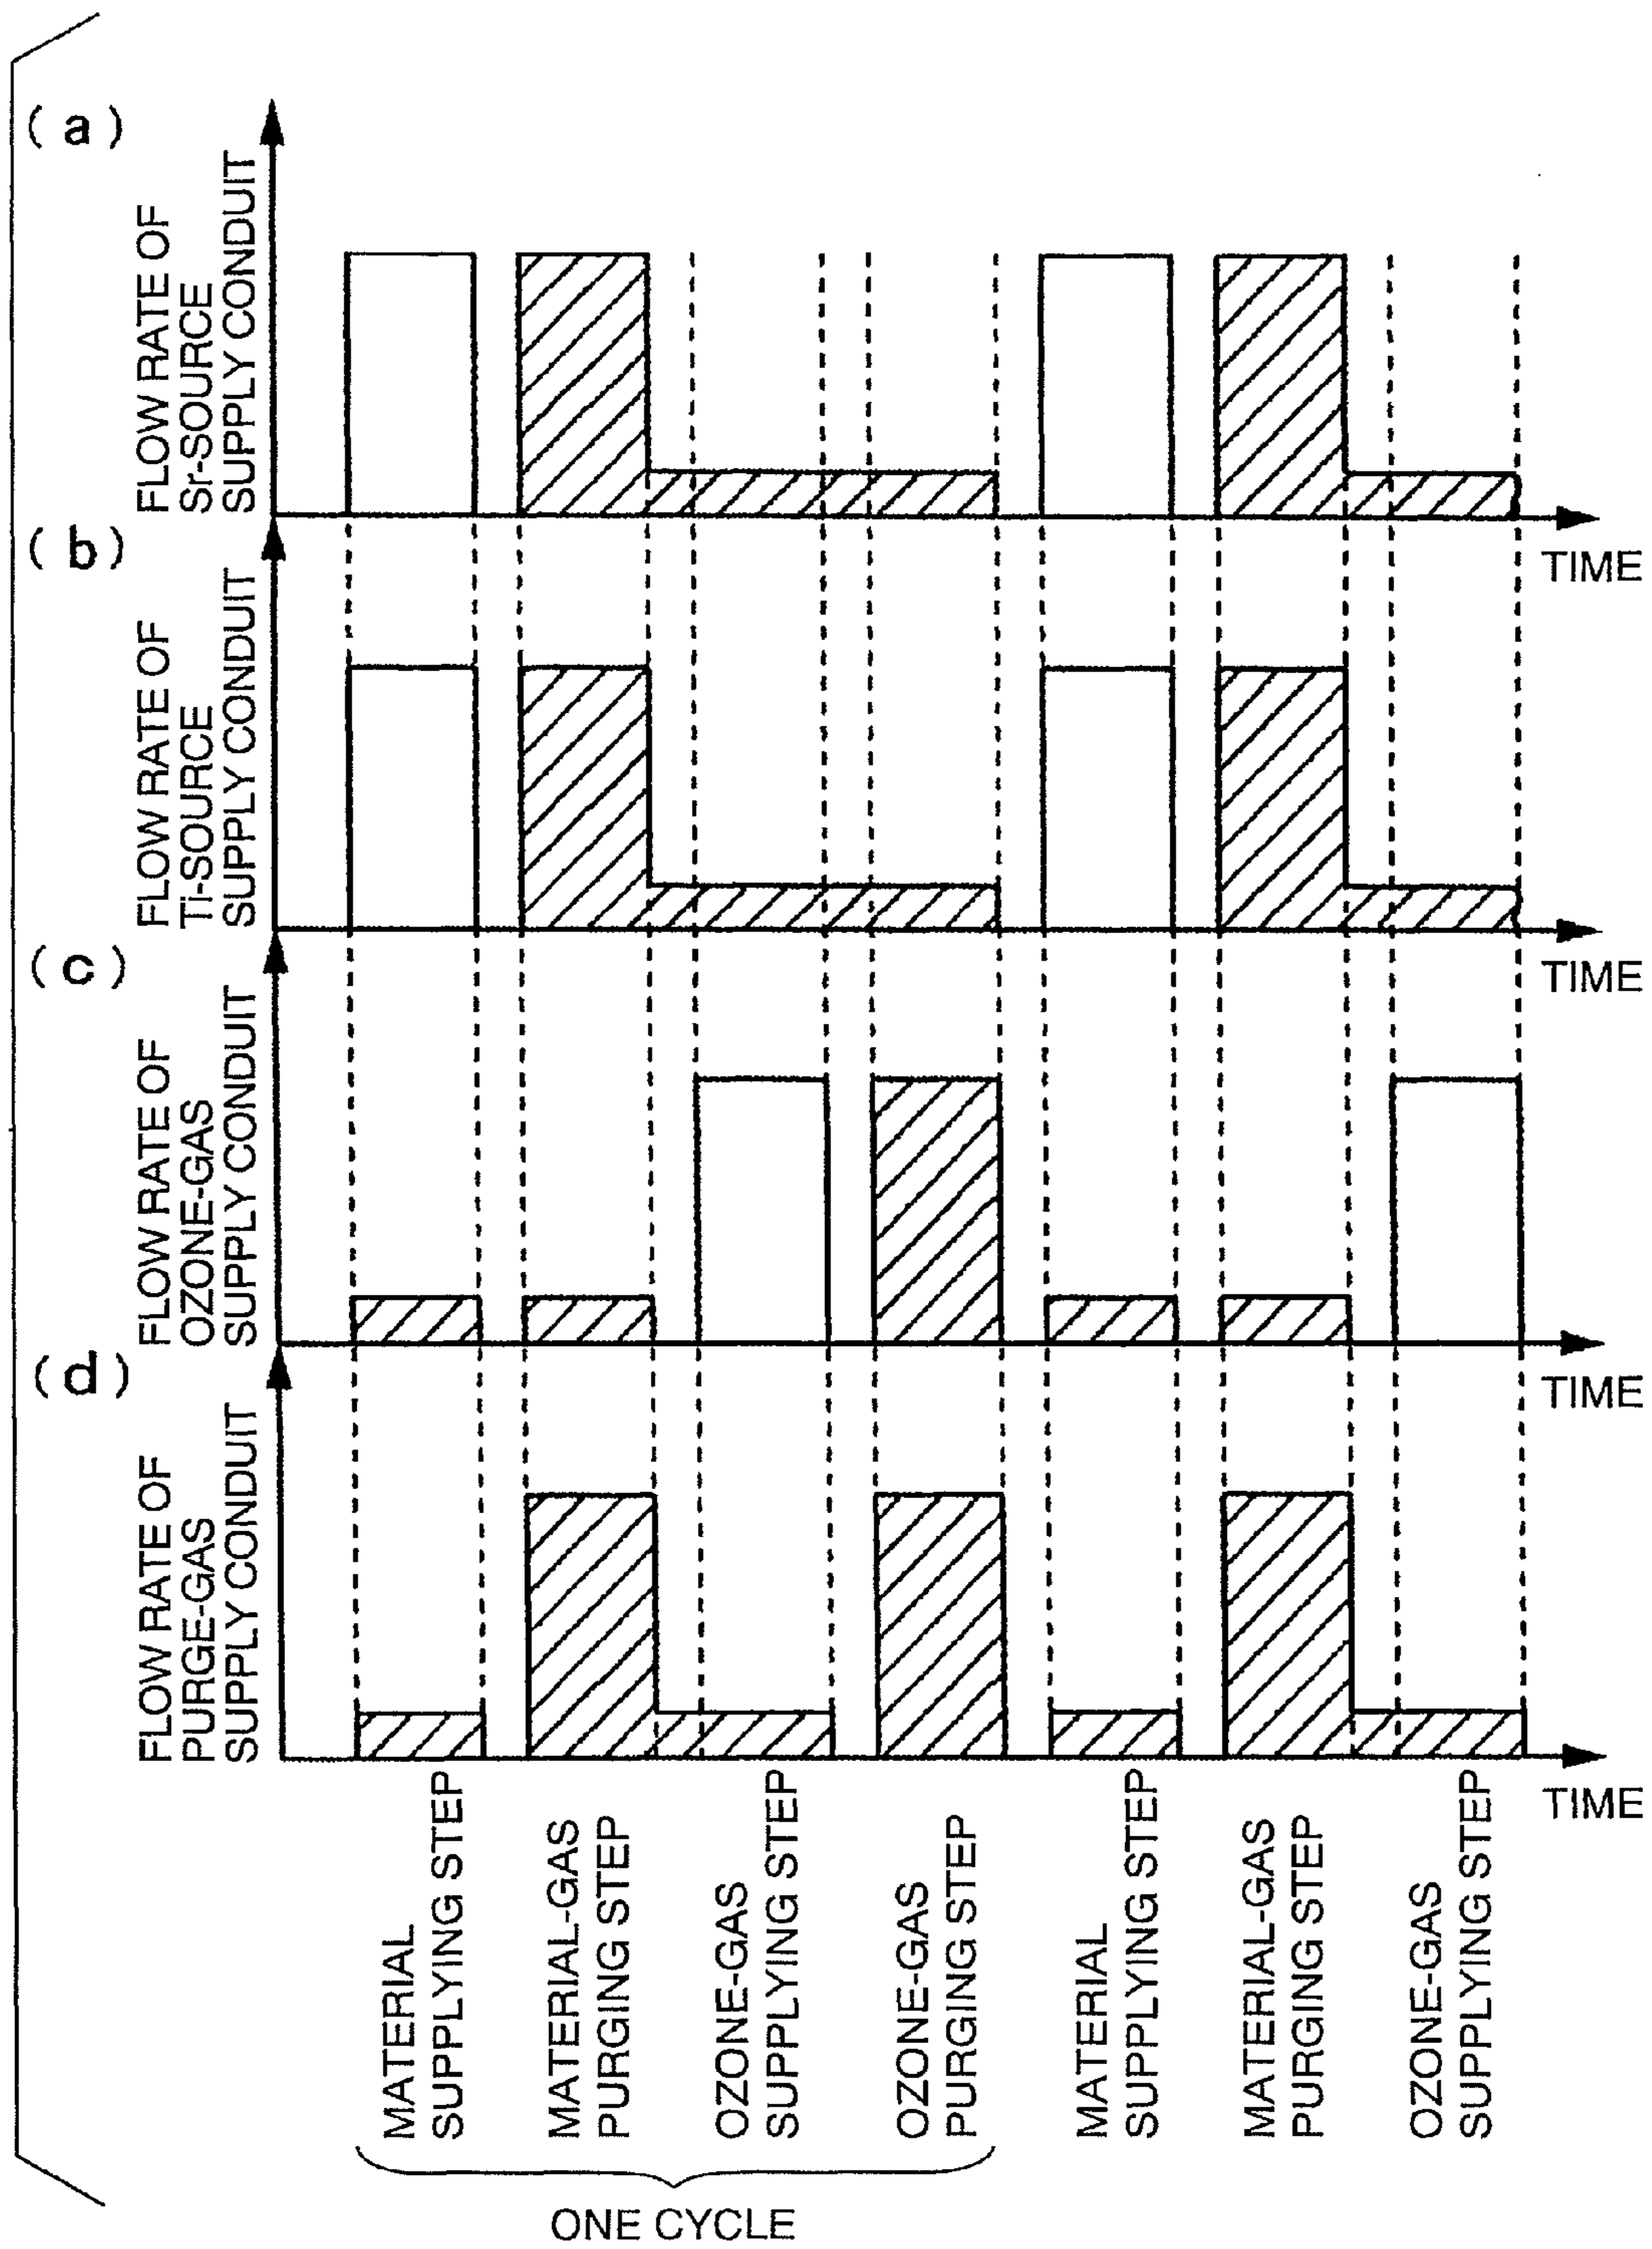 (a)
FLOW RATE OF
Sr-SOURCE
SUPPLY CONDUIT
TIME
(b)
FLOW RATE OF
Ti-SOURCE
SUPPLY CONDUIT
TIME
(c)
FLOW RATE OF
OZONE-GAS
SUPPLY CONDUIT
TIME
(d)
FLOW RATE OF
PURGE-GAS
SUPPLY CONDUIT
TIME
MATERIAL
SUPPLYING STEP
MATERIAL-GAS
PURGING STEP
OZONE-GAS
SUPPLYING STEP
OZONE-GAS
PURGING STEP
MATERIAL
SUPPLYING STEP
MATERIAL-GAS
PURGING STEP
OZONE-GAS
SUPPLYING STEP
ONE CYCLE